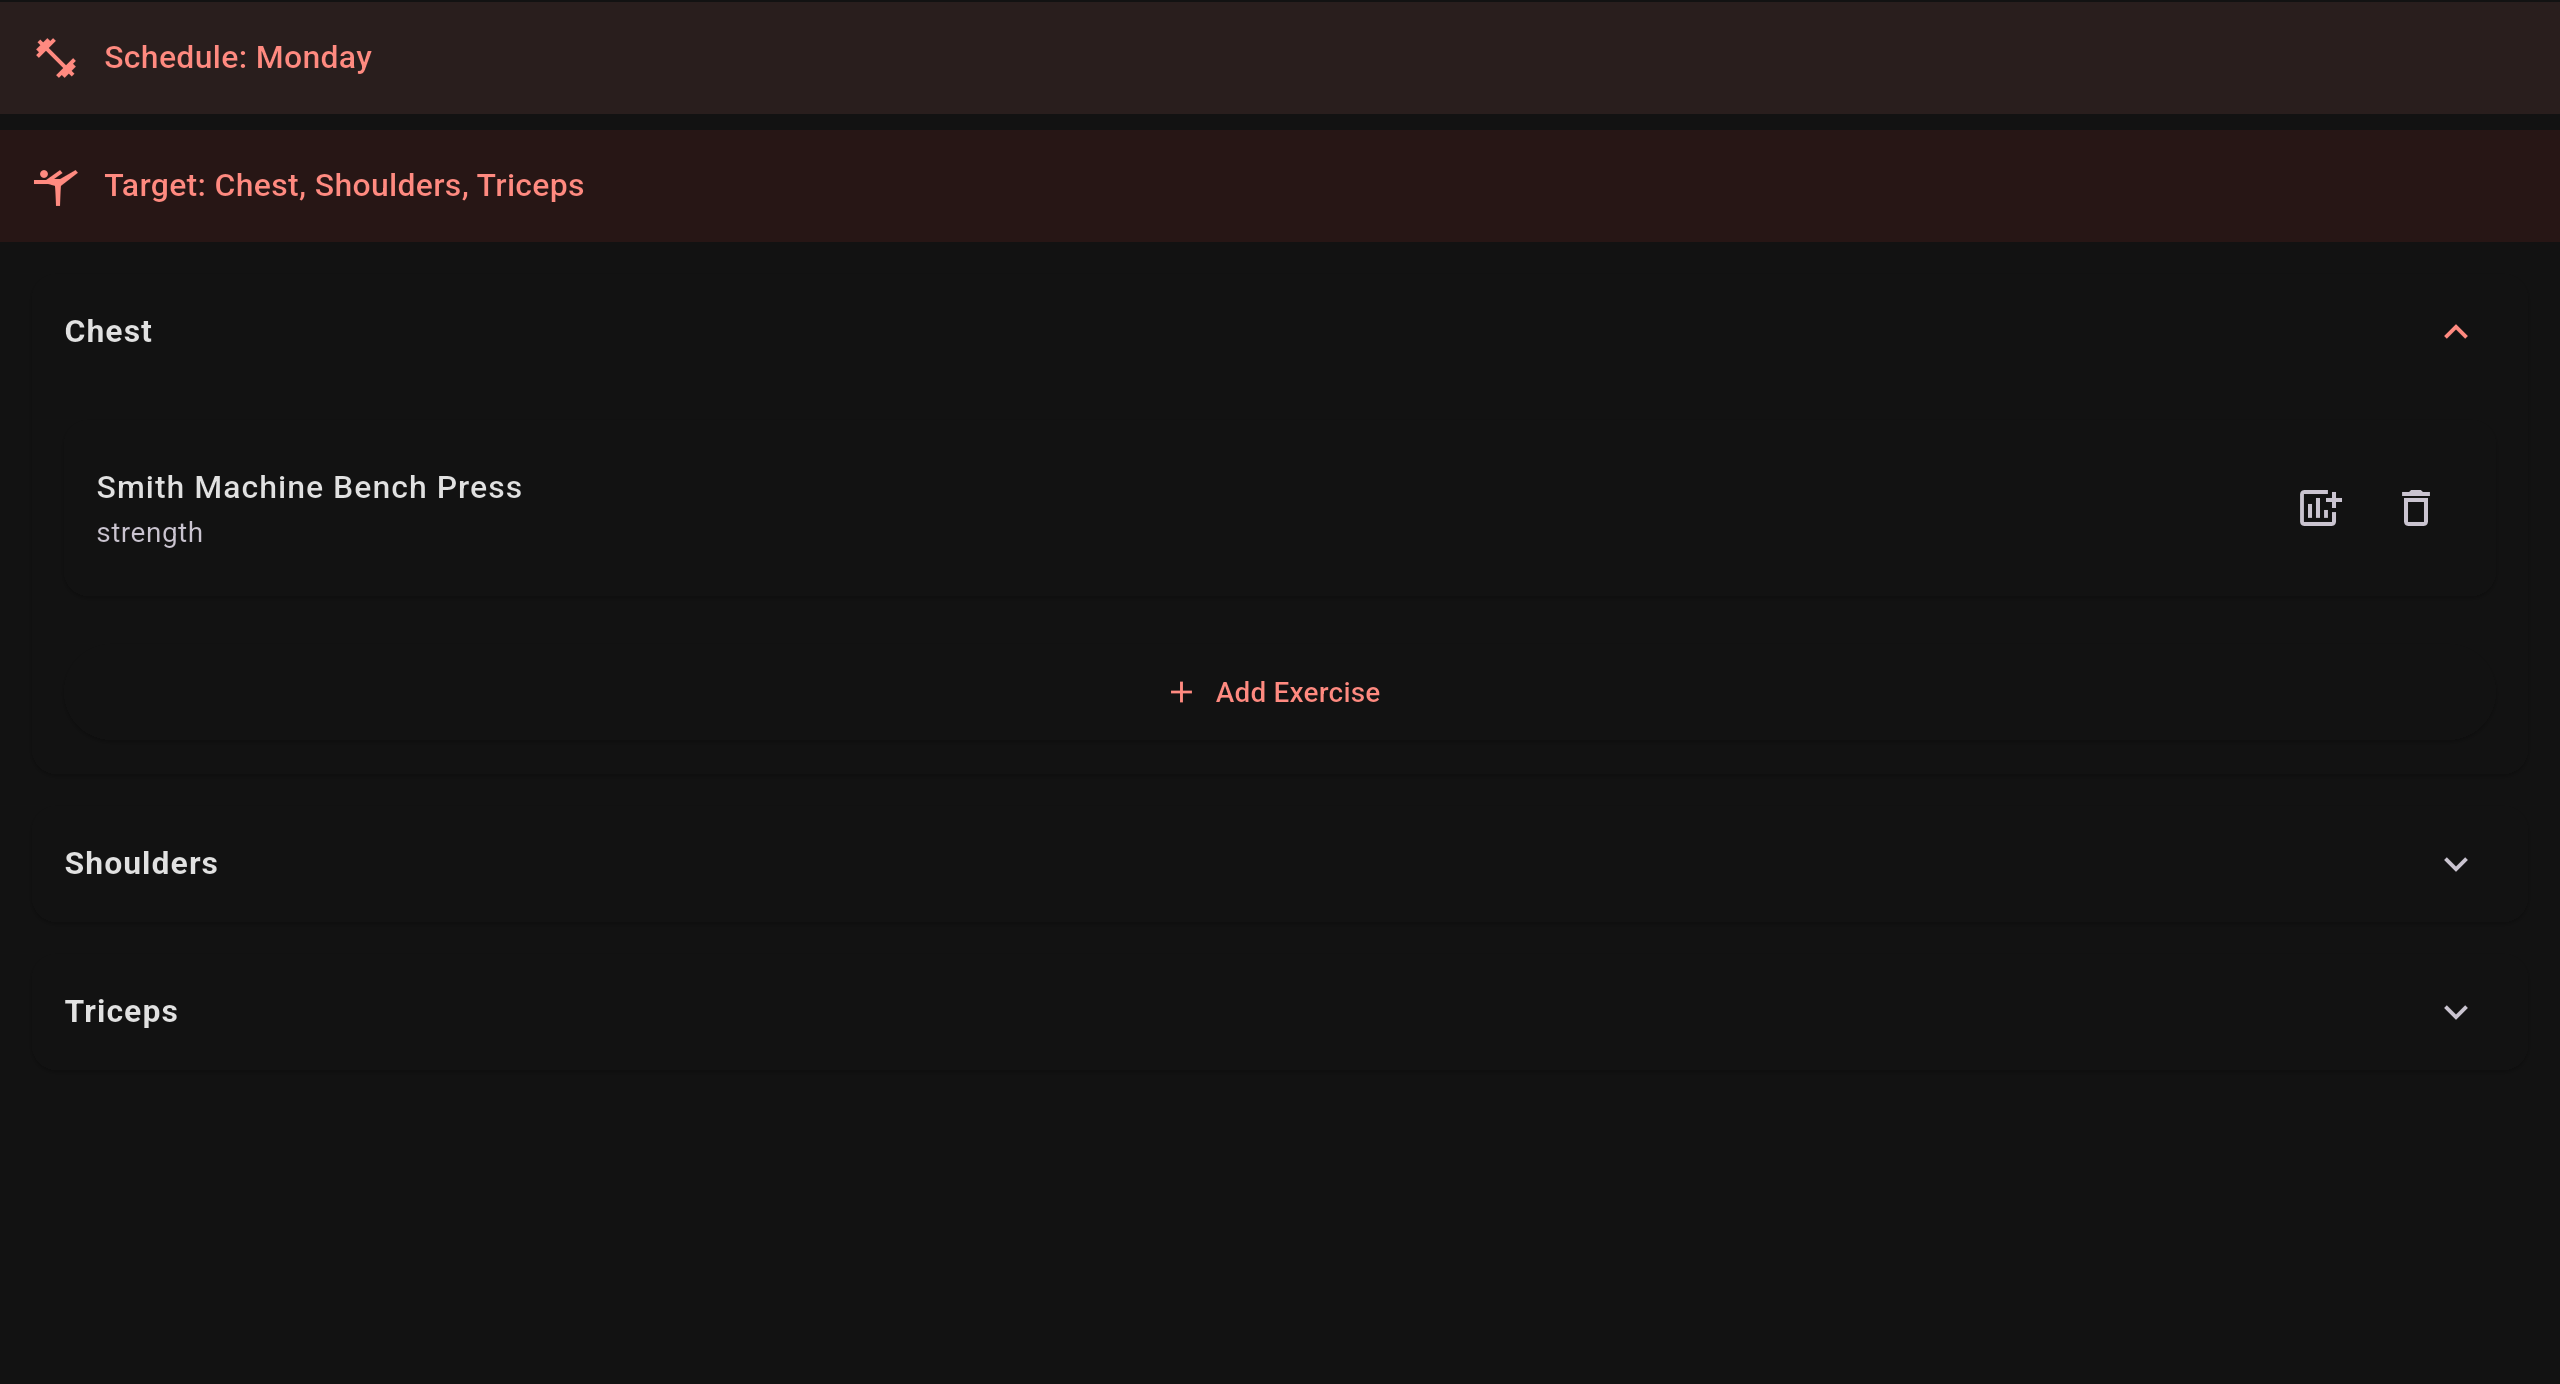 Schedule: Monday
Target: Chest, Shoulders, Triceps
Chest
Smith Machine Bench Press
strength
Add Exercise
Shoulders
Triceps